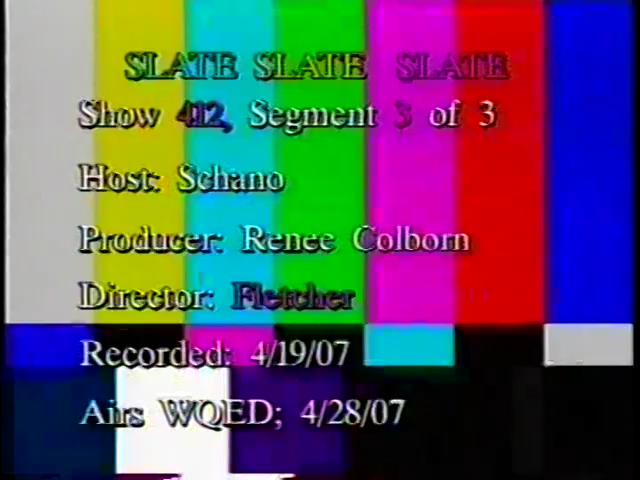 SLATE SLATE SLATE
Show 412, Segment 3 of 3
Host: Schano
Producer: Renee Colborn
Director: Fletcher
Recorded: 4/19/07
Airs WQED; 4/28/07